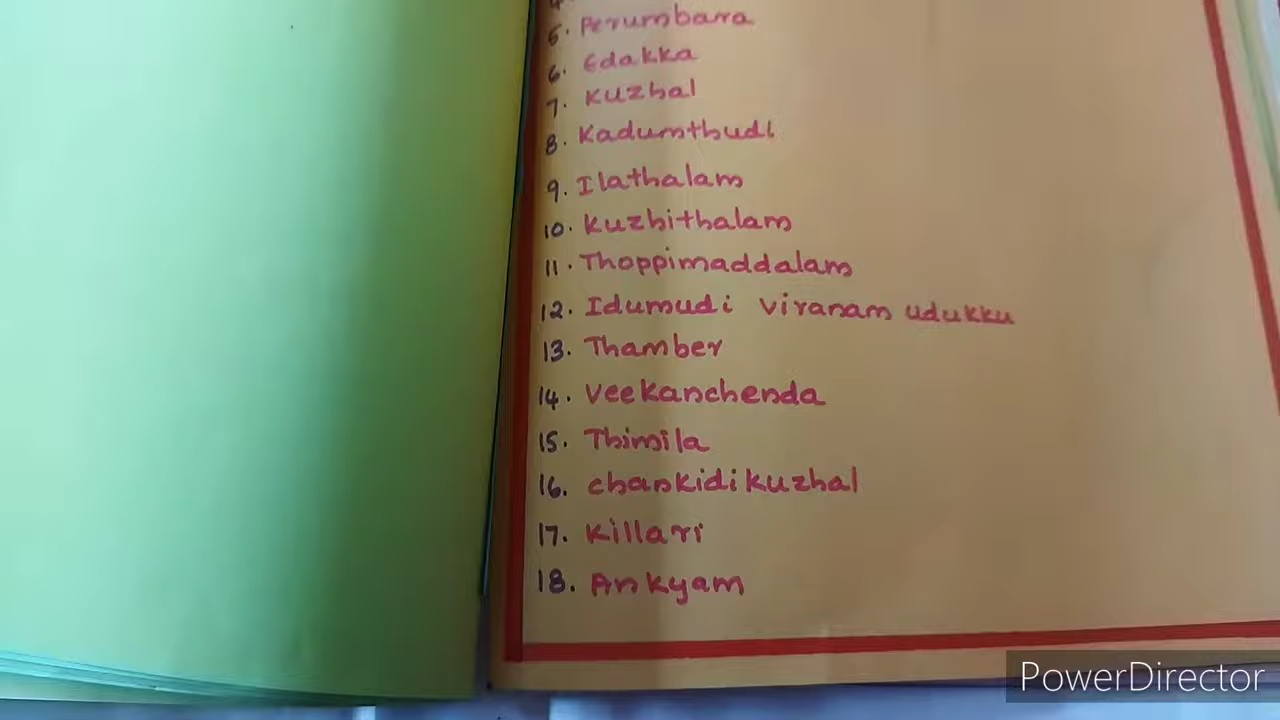 5. Perumbara
6. Edakka
7. Kuzhal
8. Kadumthudi
9. Ilathalam
10. Kuzhithalam
11. Thoppimaddalam
12. Idumudi viranam udukku
13. Thamber
14. Veekanchenda
15. Thimila
16. chankidikuzhal
17. Killari
18. Ankyam
PowerDirector